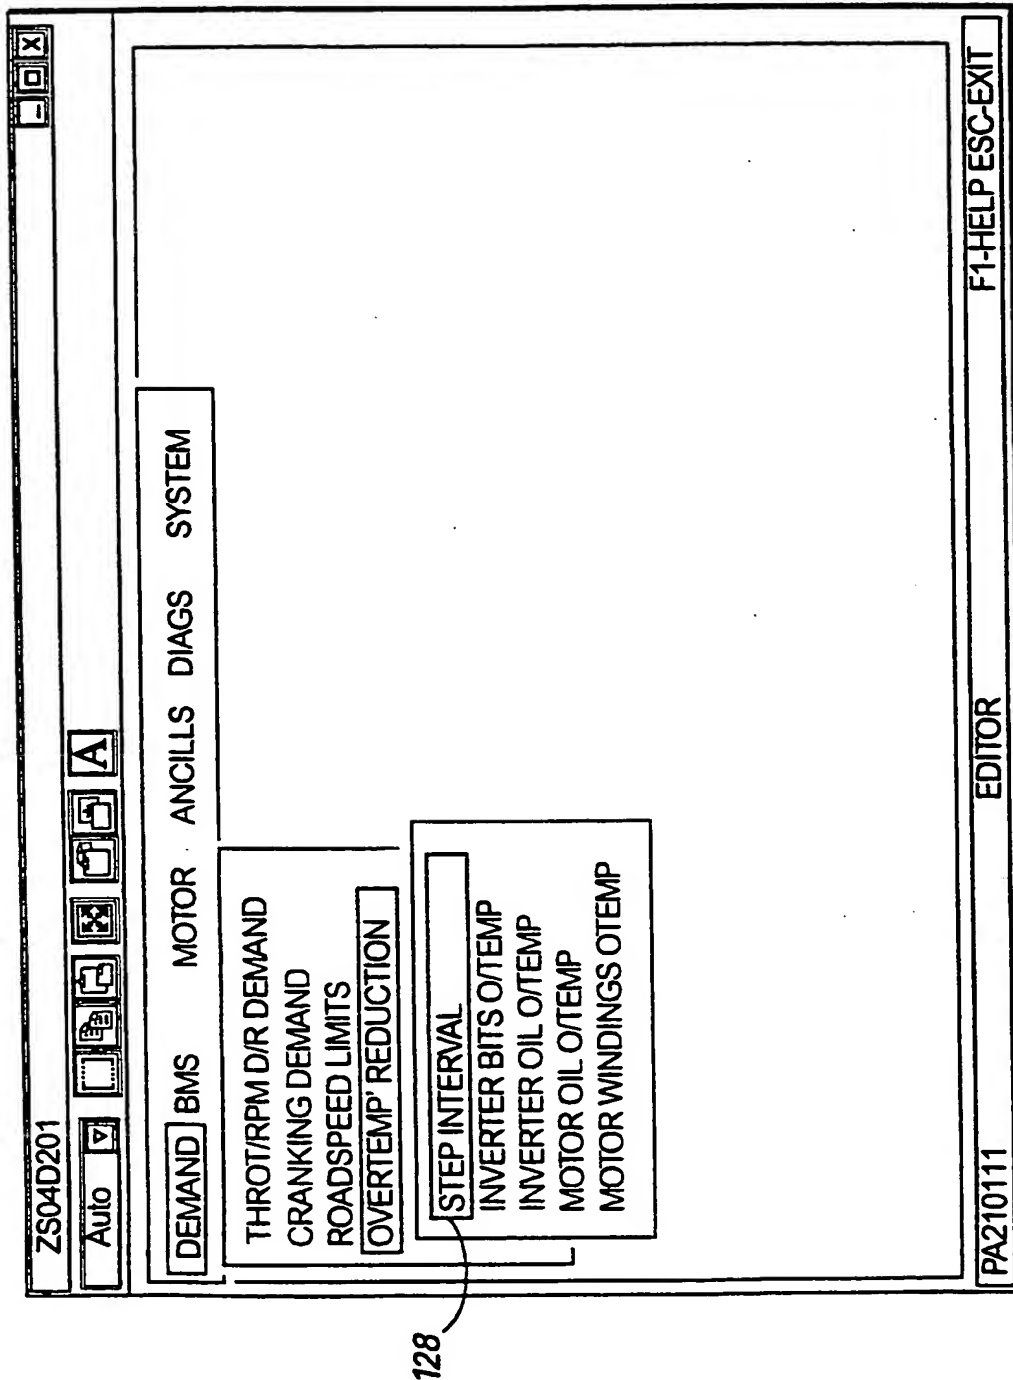 ZS04D201
Auto
A
DEMAND BMS MOTOR ANCILLS DIAGS SYSTEM
THROT/RPM D/R DEMAND
CRANKING DEMAND
ROADSPEED LIMITS
OVERTEMP' REDUCTION
STEP INTERVAL
INVERTER BITS O/TEMP
INVERTER OIL O/TEMP
MOTOR OIL O/TEMP
MOTOR WINDINGS OTEMP
128
PA210111 EDITOR F1-HELP ESC-EXIT